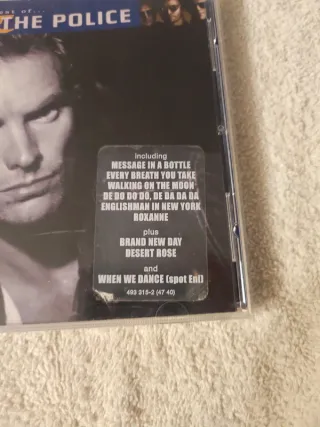 est of...
THE POLICE
including
MESSAGE IN A BOTTLE
EVERY BREATH YOU TAKE
WALKING ON THE MOON
DE DO DO DO, DE DA DA DA
ENGLISHMAN IN NEW YORK
ROXANNE
plus
BRAND NEW DAY
DESERT ROSE
and
WHEN WE DANCE (spot Eni)
493 318-2 (47 40)